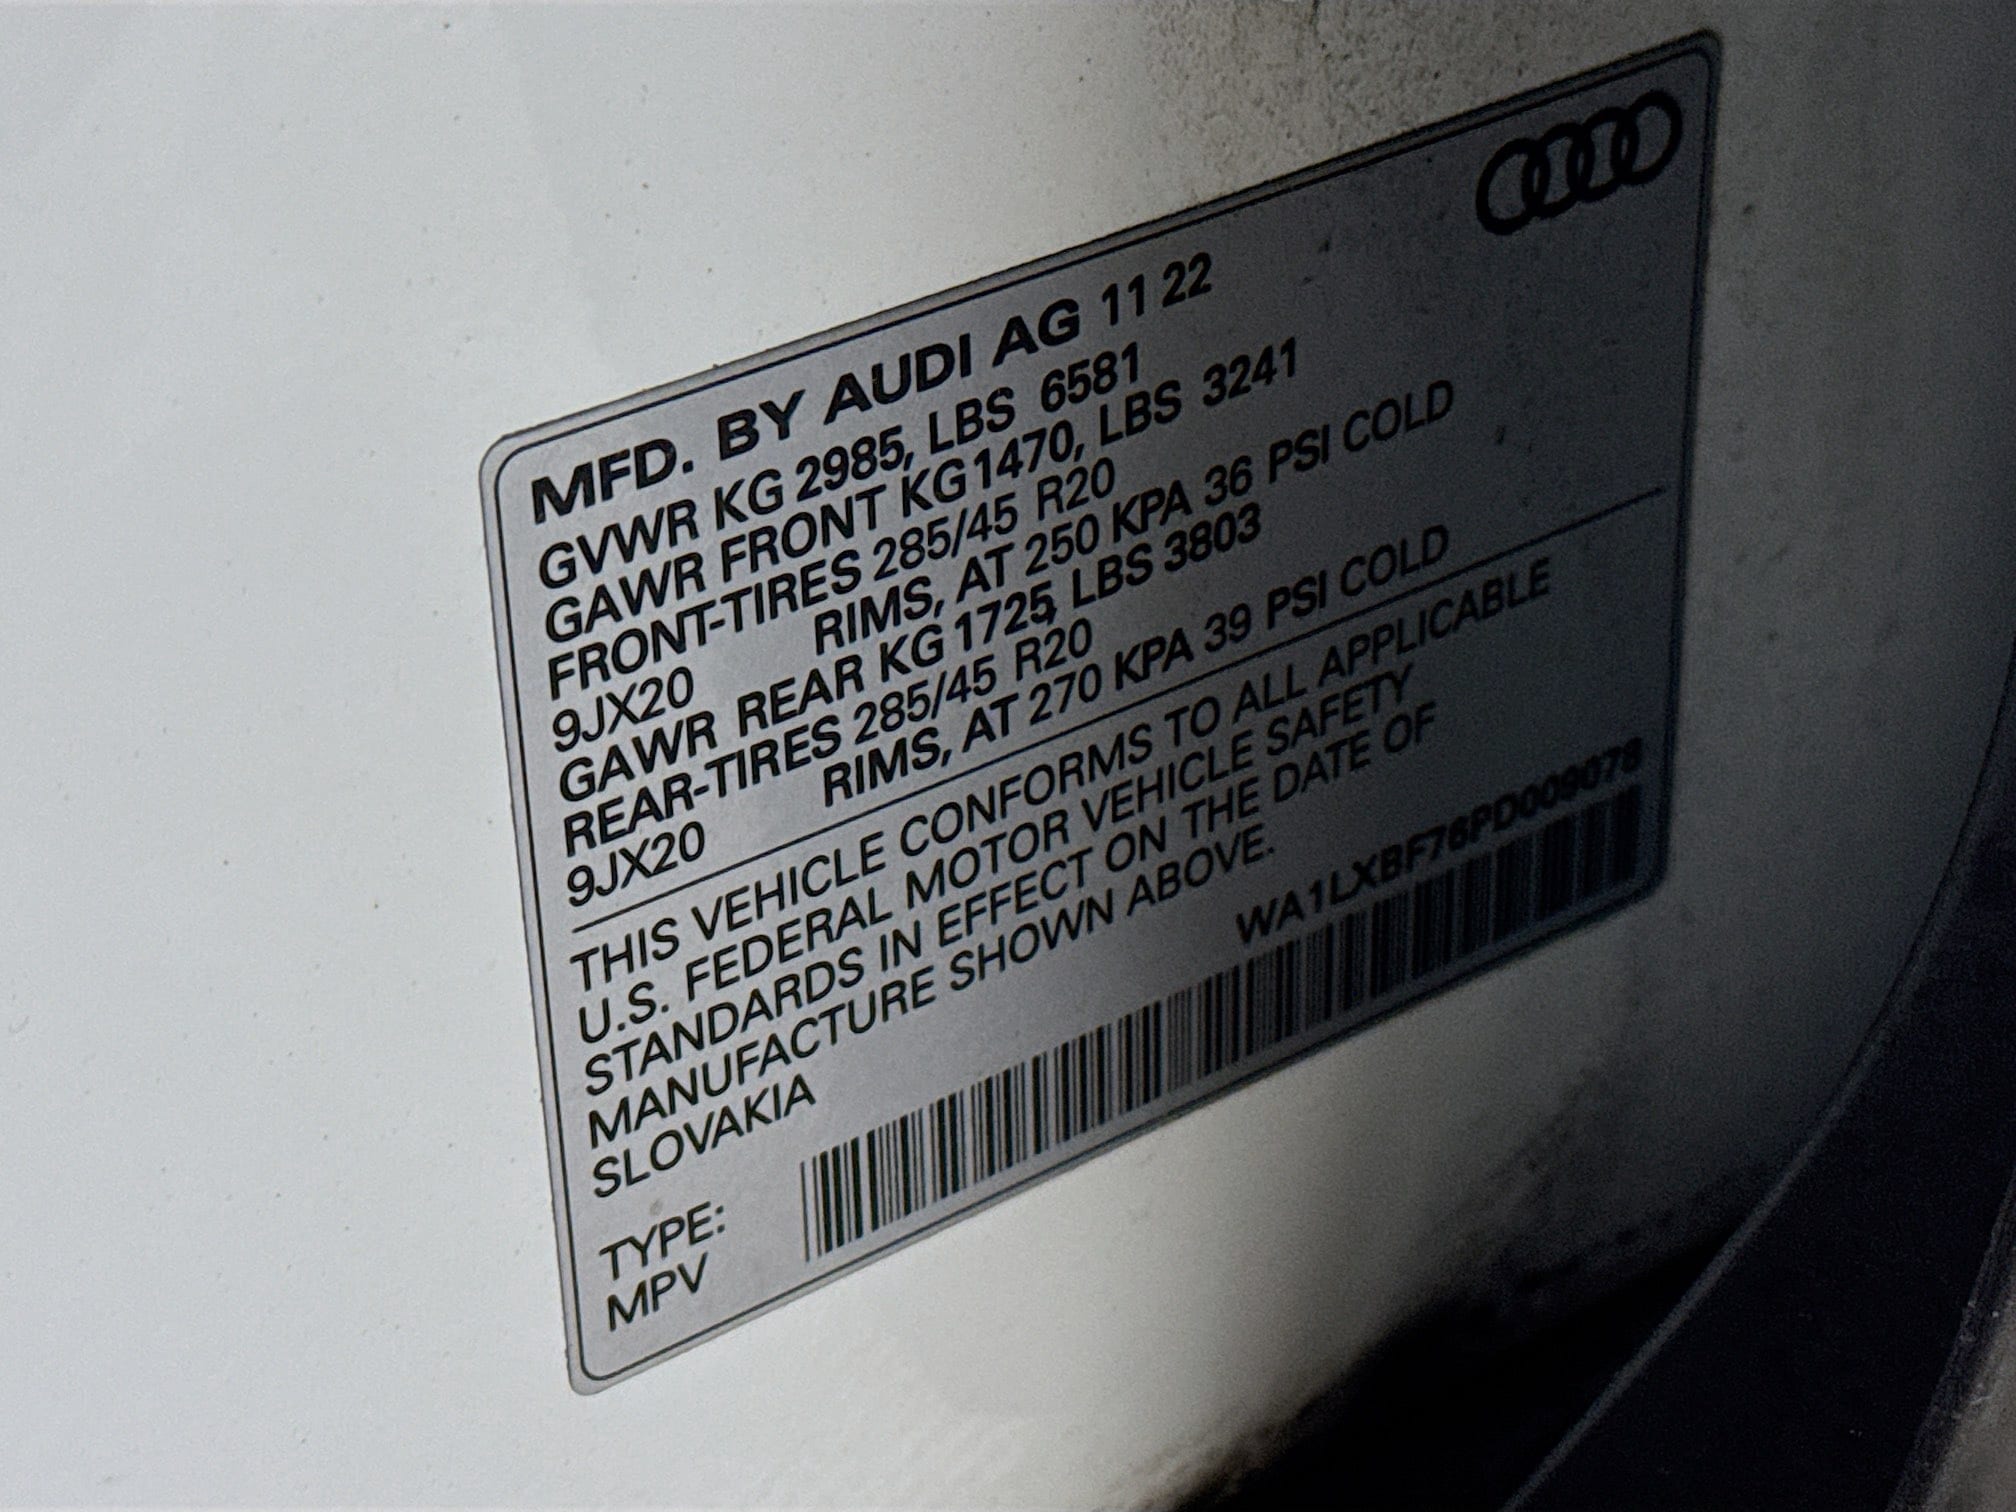 MFD. BY AUDI AG 11 22
GVWR KG 2985, LBS 6581
GAWR FRONT KG 1470, LBS 3241
FRONT-TIRES 285/45 R20
9JX20 RIMS, AT 250 KPA 36 PSI COLD
GAWR REAR KG 1725, LBS 3803
REAR-TIRES 285/45 R20
9JX20 RIMS, AT 270 KPA 39 PSI COLD
THIS VEHICLE CONFORMS TO ALL APPLICABLE
U.S. FEDERAL MOTOR VEHICLE SAFETY
STANDARDS IN EFFECT ON THE DATE OF
MANUFACTURE SHOWN ABOVE.
SLOVAKIA
WA1LXBF76PD009078
TYPE:
MPV